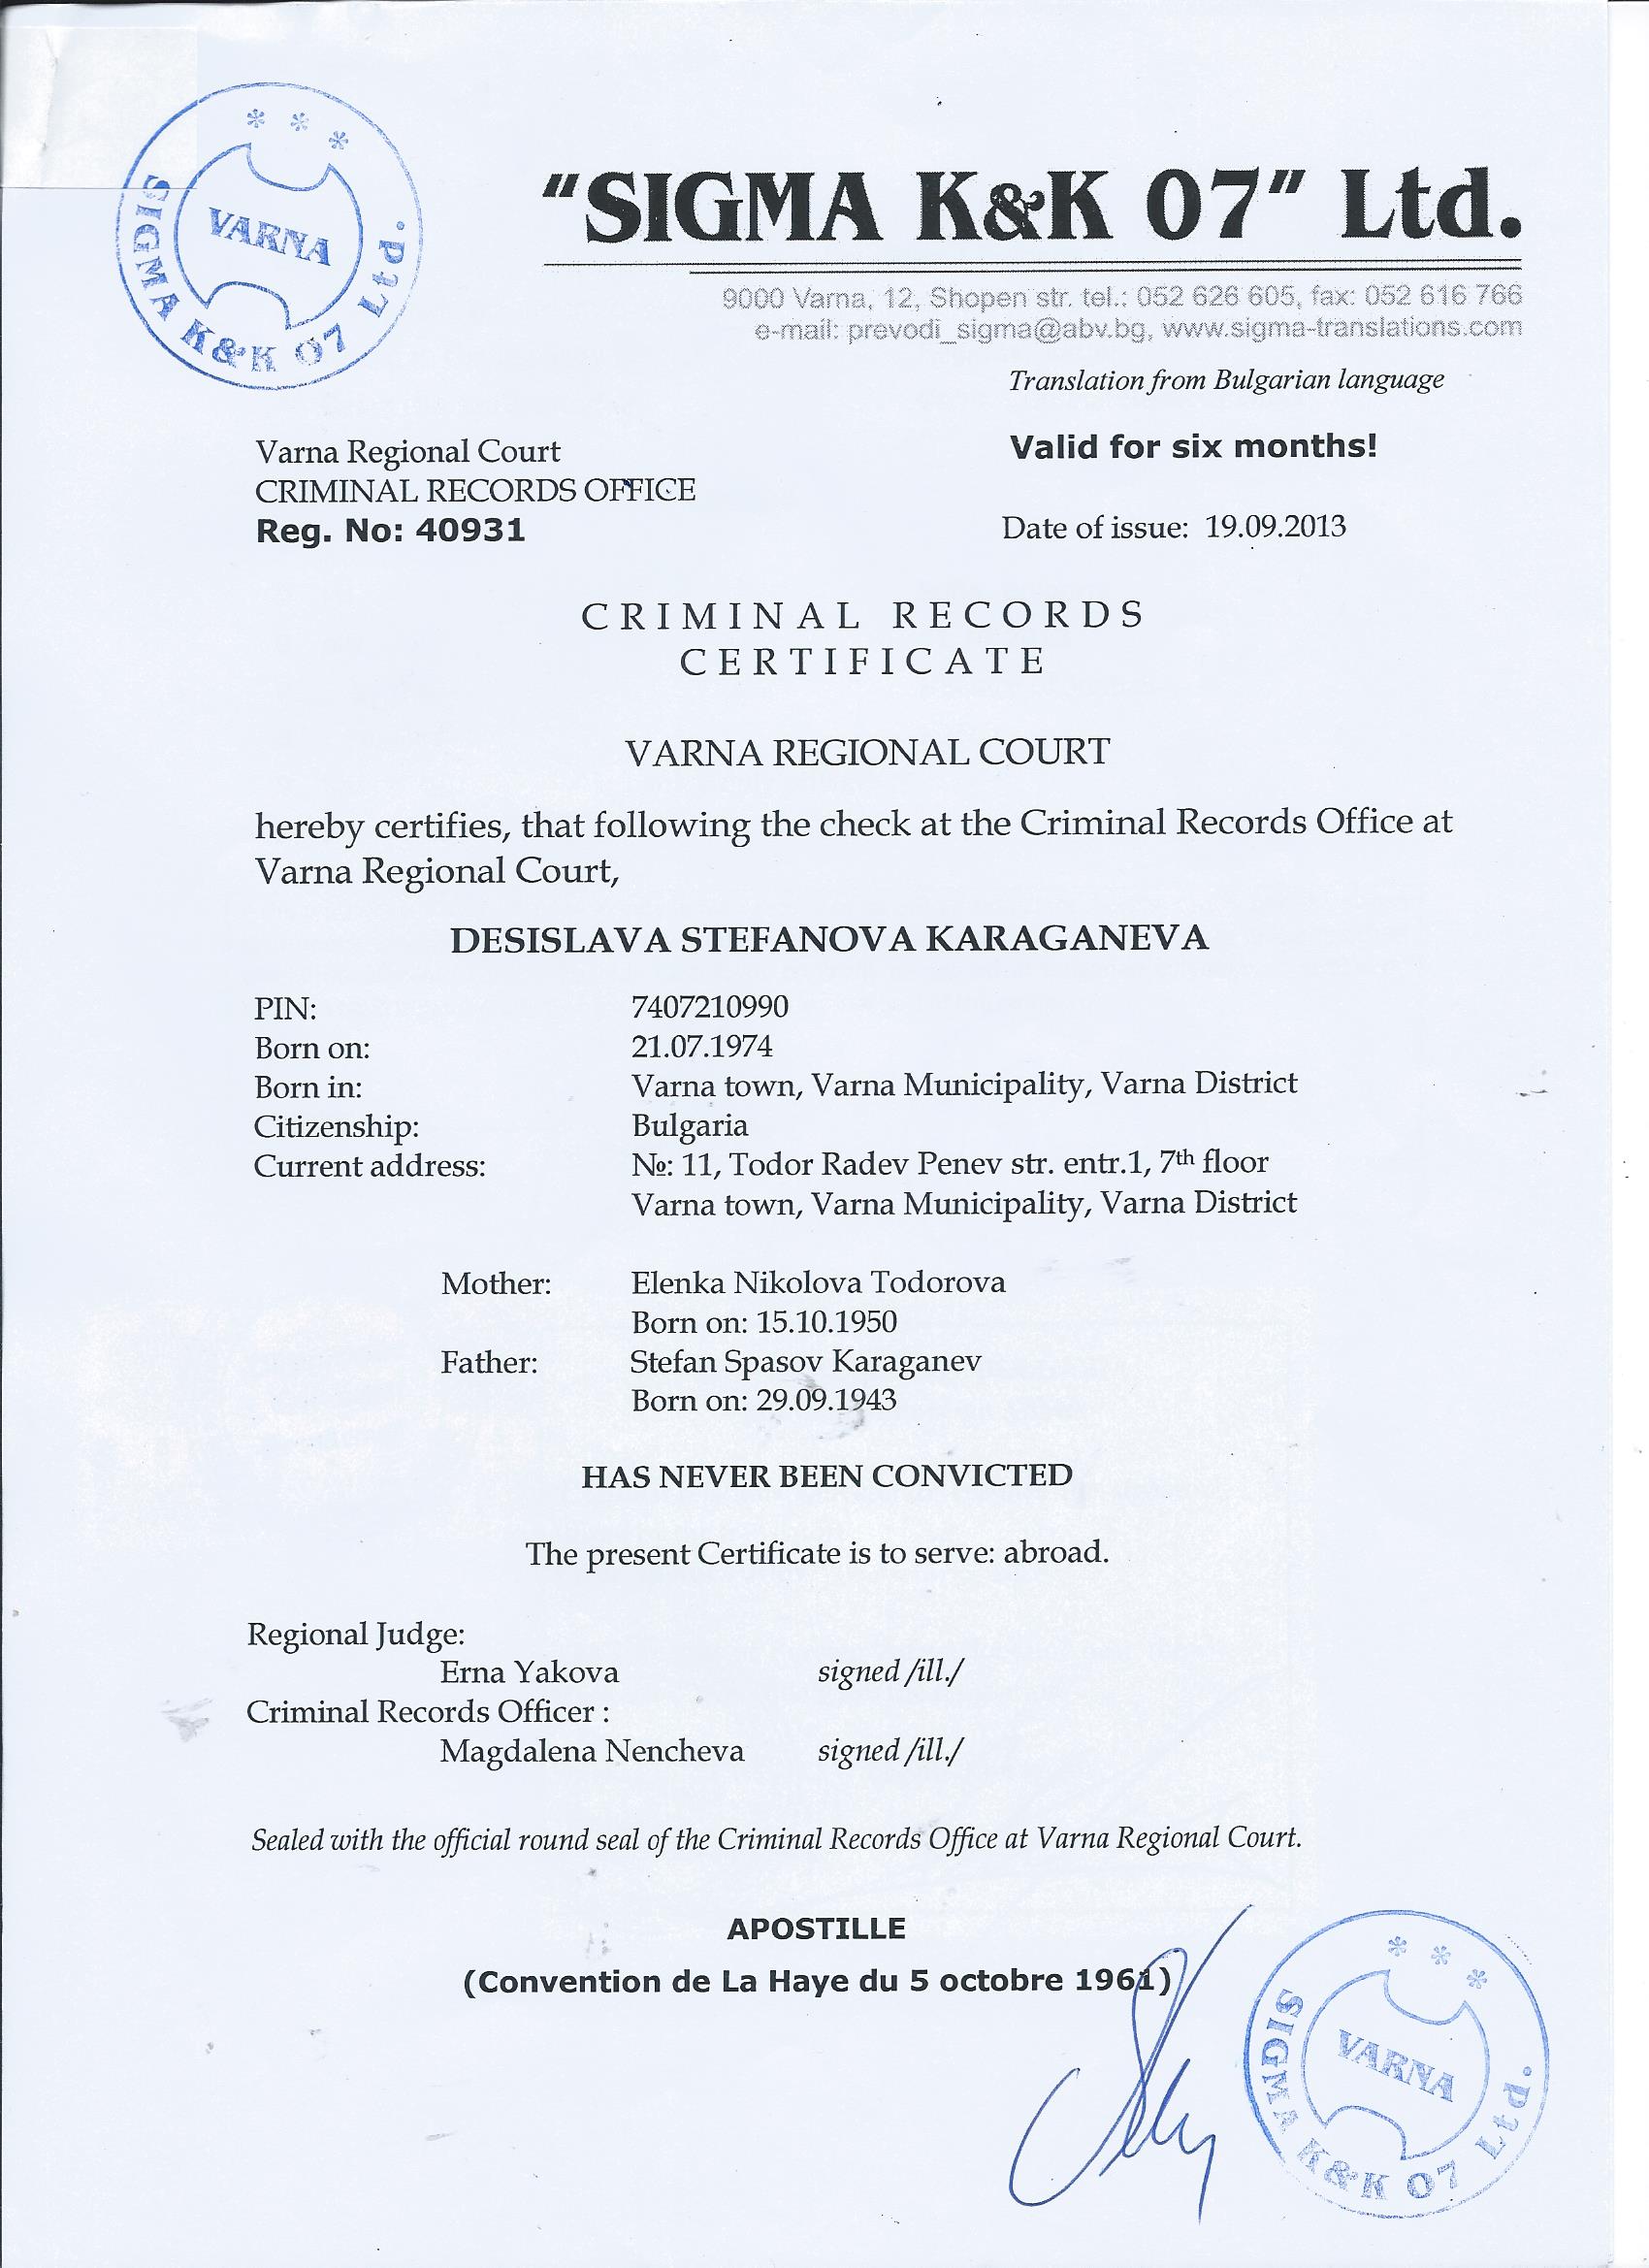 * * *
VARNA
SIGMA K&K 07 Ltd.
"SIGMA K&K 07" Ltd.
9000 Varna, 12, Shopen str. tel.: 052 626 605, fax: 052 616 766
e-mail: prevodi_sigma@abv.bg, www.sigma-translations.com
Translation from Bulgarian language
Varna Regional Court
Valid for six months!
CRIMINAL RECORDS OFFICE
Reg. No: 40931
Date of issue: 19.09.2013
CRIMINAL RECORDS
CERTIFICATE
VARNA REGIONAL COURT
hereby certifies, that following the check at the Criminal Records Office at
Varna Regional Court,
DESISLAVA STEFANOVA KARAGANEVA
PIN: 7407210990
Born on: 21.07.1974
Born in: Varna town, Varna Municipality, Varna District
Citizenship: Bulgaria
Current address: №: 11, Todor Radev Penev str. entr.1, 7th floor
Varna town, Varna Municipality, Varna District
Mother: Elenka Nikolova Todorova
Born on: 15.10.1950
Father: Stefan Spasov Karaganev
Born on: 29.09.1943
HAS NEVER BEEN CONVICTED
The present Certificate is to serve: abroad.
Regional Judge:
Erna Yakova signed /ill./
Criminal Records Officer :
Magdalena Nencheva signed /ill./
Sealed with the official round seal of the Criminal Records Office at Varna Regional Court.
APOSTILLE
(Convention de La Haye du 5 octobre 1961)
* * *
VARNA
SIGMA K&K 07 Ltd.